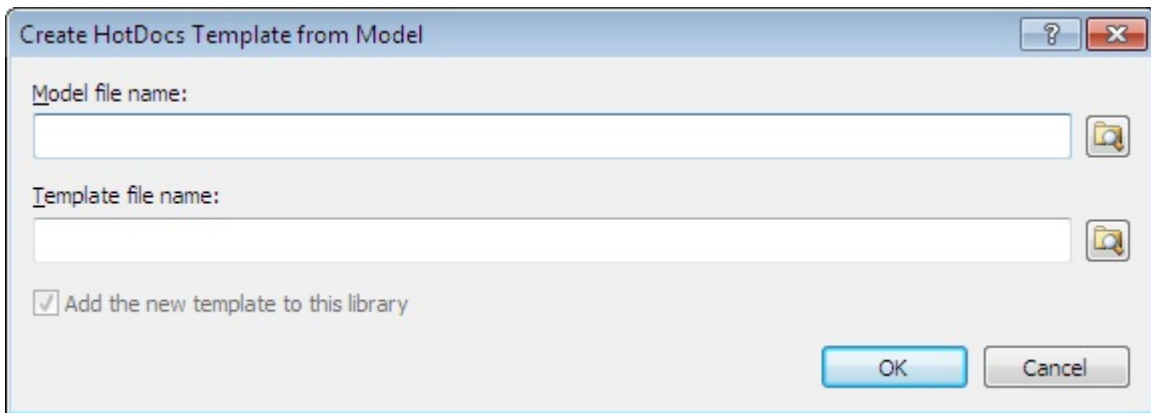 Create HotDocs Template from Model
Model file name:
Template file name:
Add the new template to this library
OK Cancel